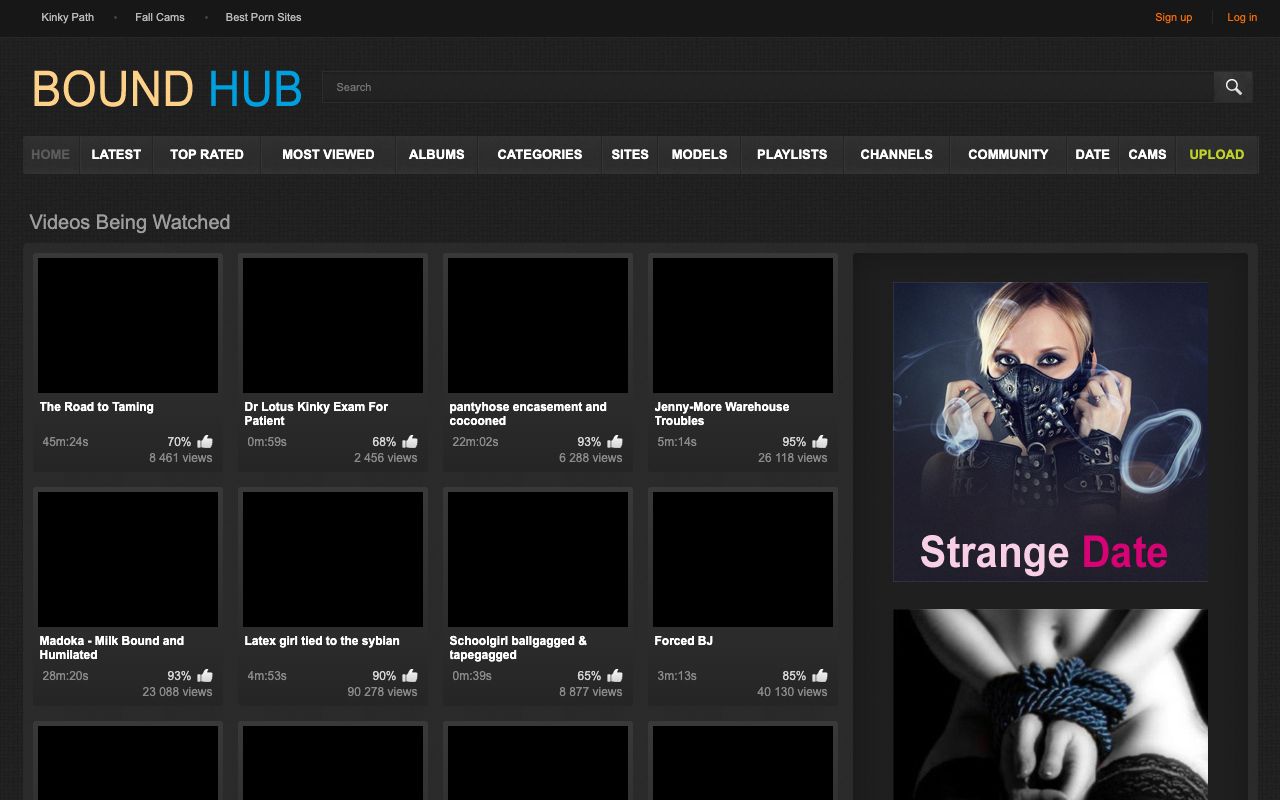 Kinky Path
Fall Cams
Best Porn Sites
Sign up
Log in
BOUND HUB
Search
HOME
LATEST
TOP RATED
MOST VIEWED
ALBUMS
CATEGORIES
SITES
MODELS
PLAYLISTS
CHANNELS
COMMUNITY
DATE
CAMS
UPLOAD
Videos Being Watched
The Road to Taming
45m:24s
70%
8 461 views
Dr Lotus Kinky Exam For
Patient
0m:59s
68%
2 456 views
pantyhose encasement and
cocooned
22m:02s
93%
6 288 views
Jenny-More Warehouse
Troubles
5m:14s
95%
26 118 views
Madoka - Milk Bound and
Humilated
28m:20s
93%
23 088 views
Latex girl tied to the sybian
4m:53s
90%
90 278 views
Schoolgirl ballgagged &
tapegagged
0m:39s
65%
8 877 views
Forced BJ
3m:13s
85%
40 130 views
Strange Date